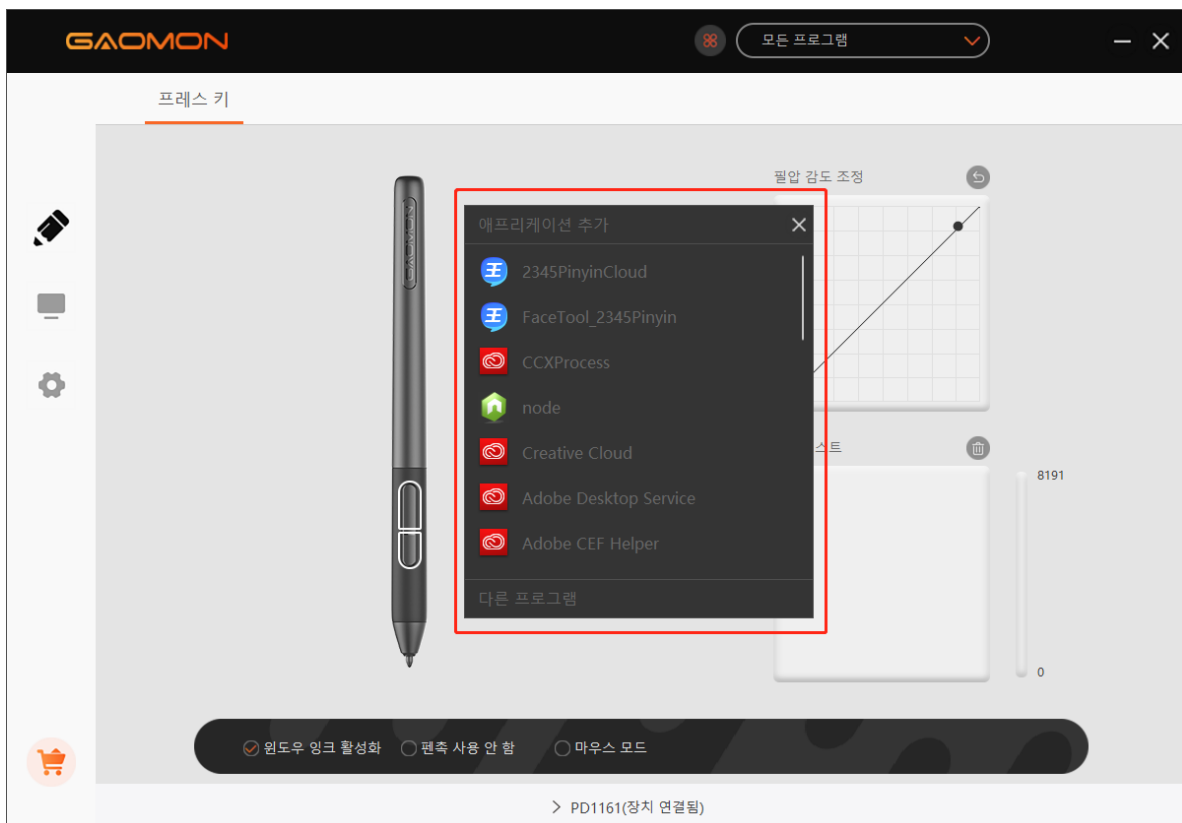 GAOMON
모든 프로그램
프레스 키
GAOMON
필압 감도 조정
애프리케이션 추가
2345PinyinCloud
FaceTool_2345Pinyin
CCXProcess
node
Creative Cloud
Adobe Desktop Service
Adobe CEF Helper
다른 프로그램
스트
8191
0
윈도우 잉크 활성화 펜촉 사용 안 함 마우스 모드
PD1161(장치 연결됨)